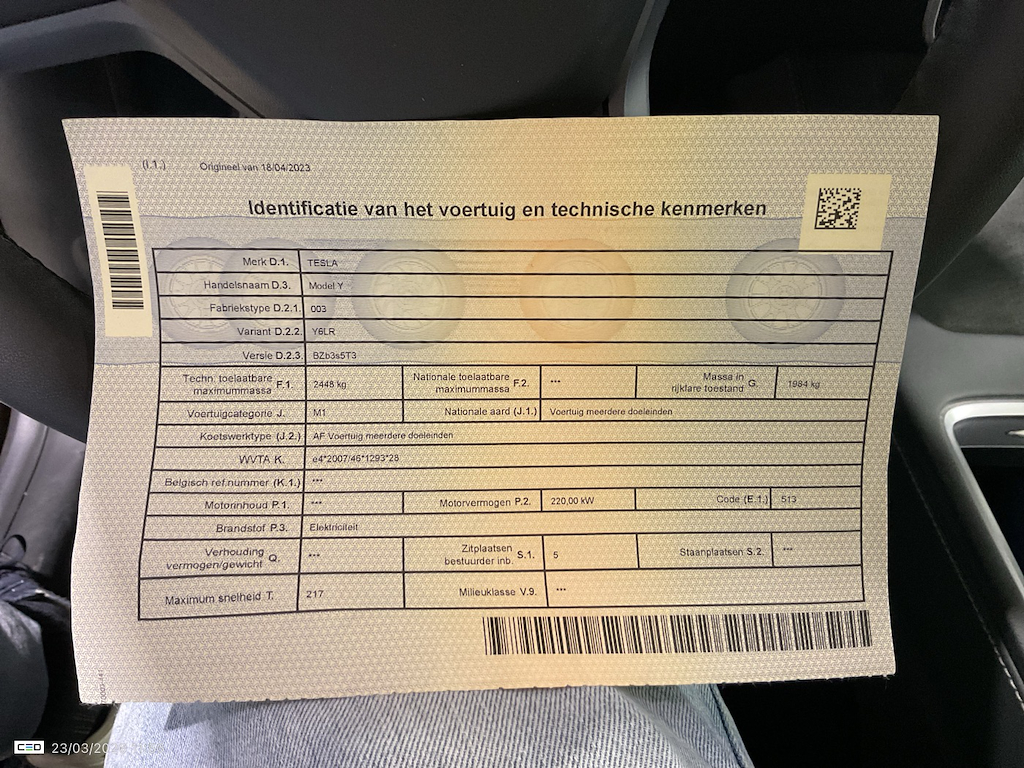 (I.1.) Origineel van 18/04/2023
Identificatie van het voertuig en technische kenmerken
Merk D.1. TESLA
Handelsnaam D.3. Model Y
Fabriekstype D.2.1. 003
Variant D.2.2. Y6LR
Versie D.2.3. BZb3s5T3
Techn. toelaatbare maximummassa F.1. 2448 kg Nationale toelaatbare maximummassa F.2. *** Massa in rijklare toestand G. 1984 kg
Voertuigcategorie J. M1 Nationale aard (J.1.) Voertuig meerdere doeleinden
Koetswerktype (J.2.) AF Voertuig meerdere doeleinden
WVTA K. e4*2007/46*1293*28
Belgisch ref.nummer (K.1.) ***
Motorinhoud P.1. *** Motorvermogen P.2. 220,00 kW Code (E.1.) 513
Brandstof P.3. Elektriciteit
Verhouding vermogen/gewicht Q. *** Zitplaatsen bestuurder inb. S.1. 5 Staanplaatsen S.2. ***
Maximum snelheid T. 217 Milieuklasse V.9. ***
CEO 23/03/20